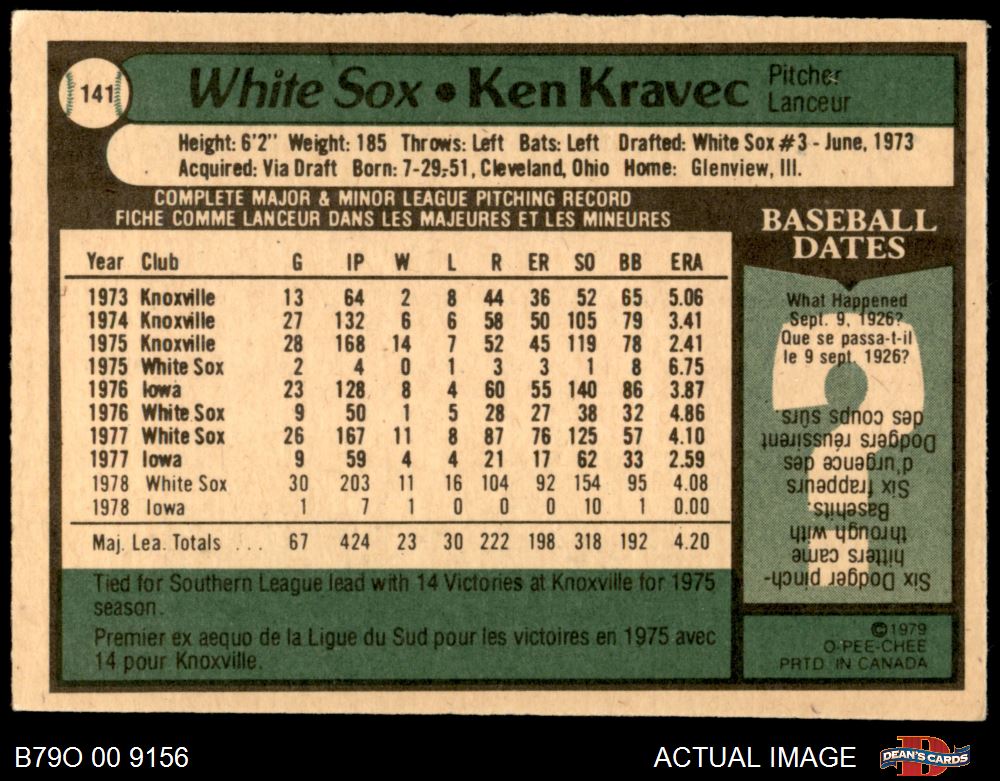 141
White Sox • Ken Kravec
Pitcher
Lanceur
Height: 6'2" Weight: 185 Throws: Left Bats: Left Drafted: White Sox #3 - June, 1973
Acquired: Via Draft Born: 7-29-51, Cleveland, Ohio Home: Glenview, Ill.
COMPLETE MAJOR & MINOR LEAGUE PITCHING RECORD
FICHE COMME LANCEUR DANS LES MAJEURES ET LES MINEURES
Year Club G IP W L R ER SO BB ERA
1973 Knoxville 13 64 2 8 44 36 52 65 5.06
1974 Knoxville 27 132 6 6 58 50 105 79 3.41
1975 Knoxville 28 168 14 7 52 45 119 78 2.41
1975 White Sox 2 4 0 1 3 3 1 8 6.75
1976 Iowa 23 128 8 4 60 55 140 86 3.87
1976 White Sox 9 50 1 5 28 27 38 32 4.86
1977 White Sox 26 167 11 8 87 76 125 57 4.10
1977 Iowa 9 59 4 4 21 17 62 33 2.59
1978 White Sox 30 203 11 16 104 92 154 95 4.08
1978 Iowa 1 7 1 0 0 0 10 1 0.00
Maj. Lea. Totals ... 67 424 23 30 222 198 318 192 4.20
Tied for Southern League lead with 14 Victories at Knoxville for 1975
season.
Premier ex aequo de la Ligue du Sud pour les victoires en 1975 avec
14 pour Knoxville.
BASEBALL
DATES
What Happened
Sept. 9, 1926?
Que se passa-t-il
le 9 sept. 1926?
Six Dodger pinch-
hitters came
through with
Basehits
Six frappeurs
d'urgence des
Dodgers réussirent
des coups sûrs
©1979
O-PEE-CHEE
PRTD. IN CANADA
B79O 00 9156
ACTUAL IMAGE
DEAN'S CARDS